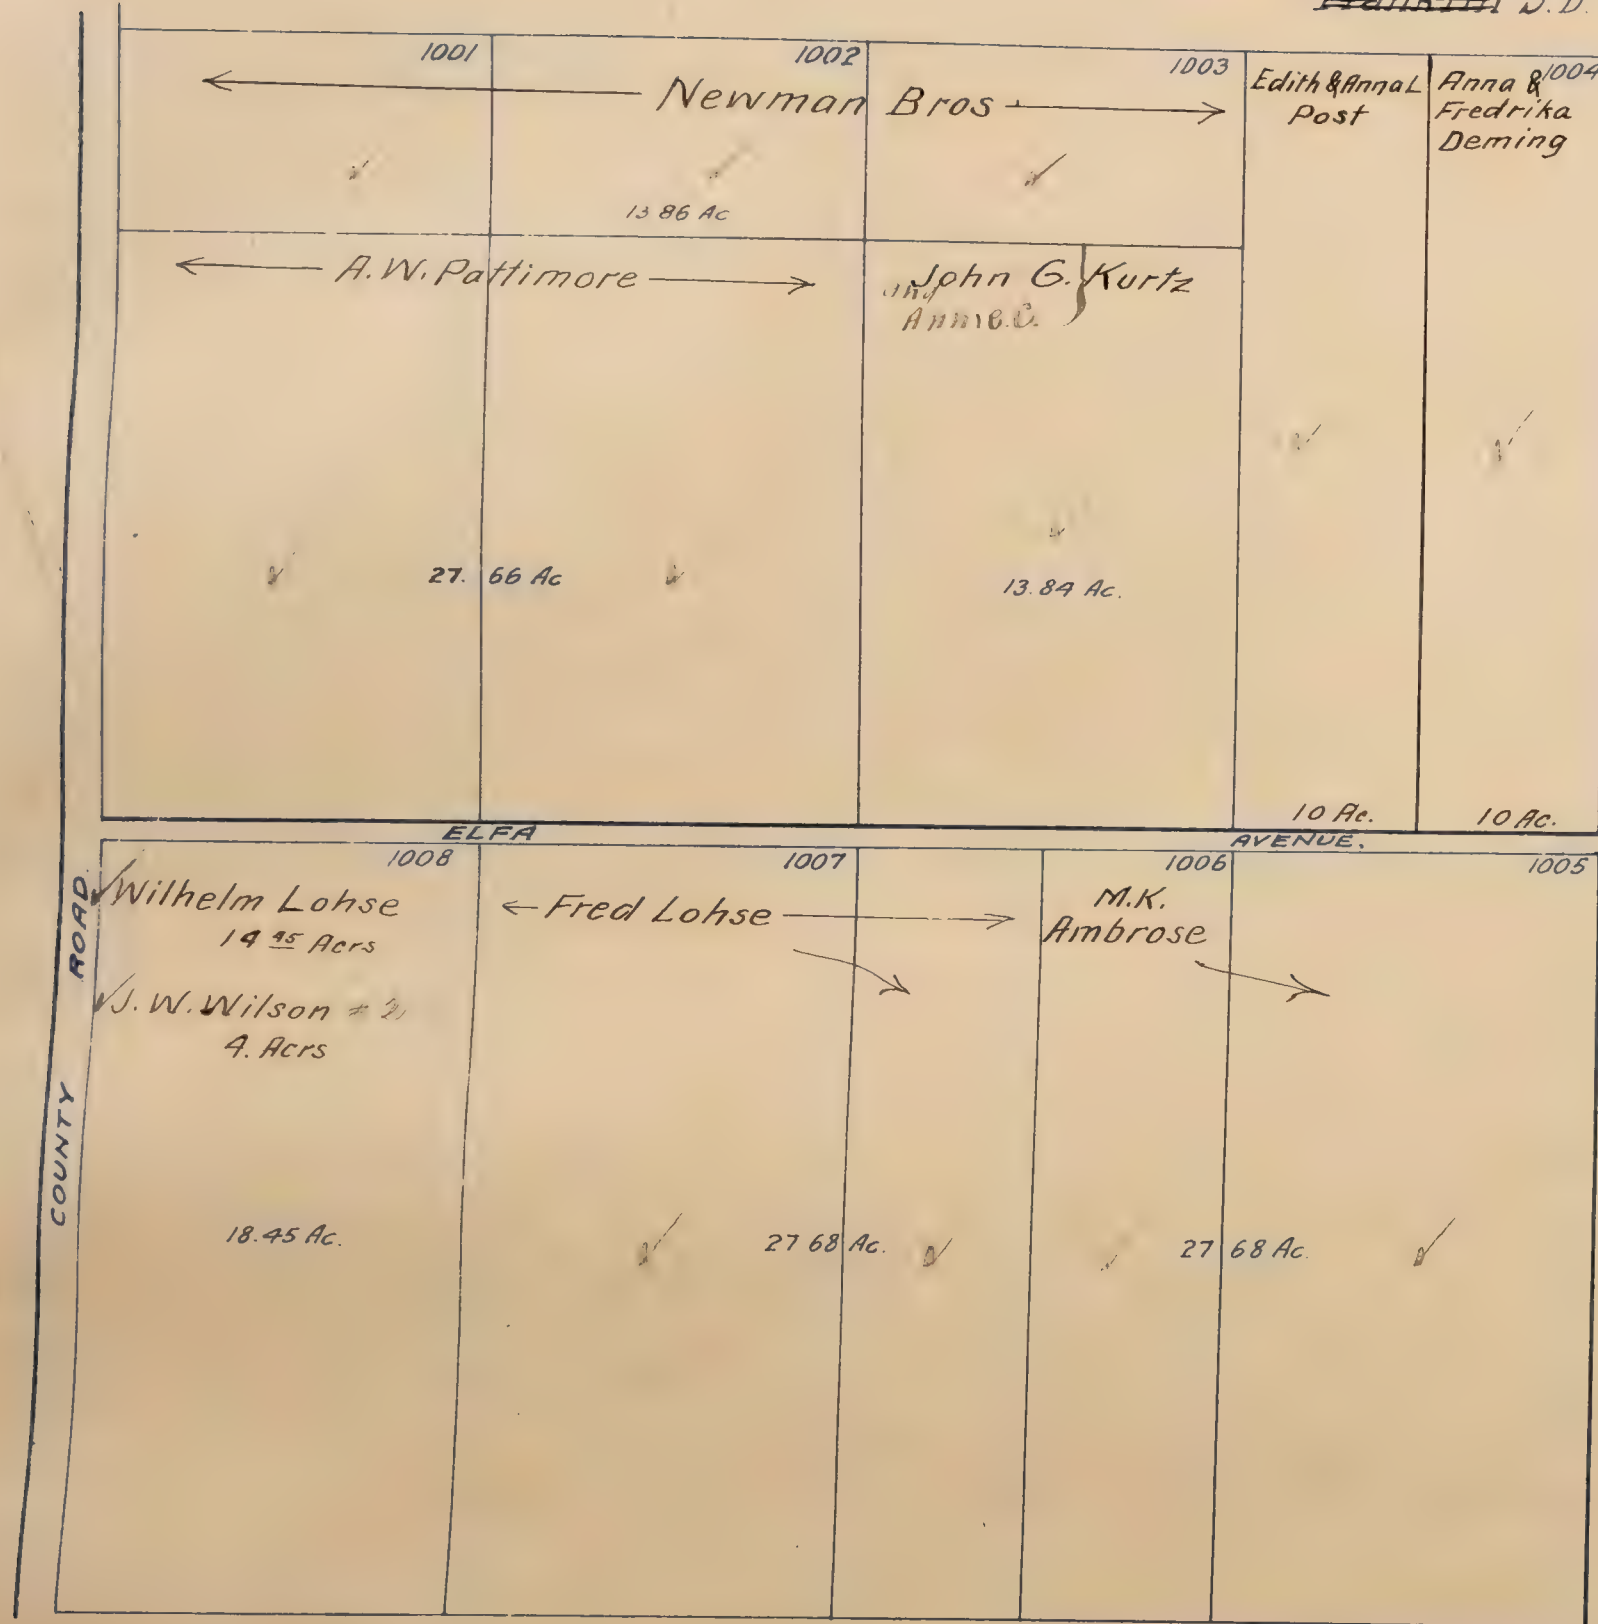 Franklin S.D.
1001 1002 1003 1004
Newman Bros
13 86 Ac
Edith & Anna L
Post
Anna &
Fredrika
Deming
A.W. Pattimore
John G. Kurtz
and
Annie C.
27. 66 Ac
13.84 Ac.
10 Ac.
10 Ac.
ELFA AVENUE.
1008 1007 1006 1005
Wilhelm Lohse
14 45 Acrs
J.W. Wilson
4. Acrs
Fred Lohse
M.K.
Ambrose
18.45 Ac.
27 68 Ac.
27 68 Ac.
COUNTY ROAD